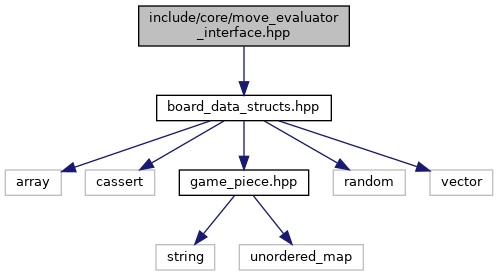 include/core/move_evaluator
_interface.hpp
board_data_structs.hpp
array
cassert
game_piece.hpp
random
vector
string
unordered_map